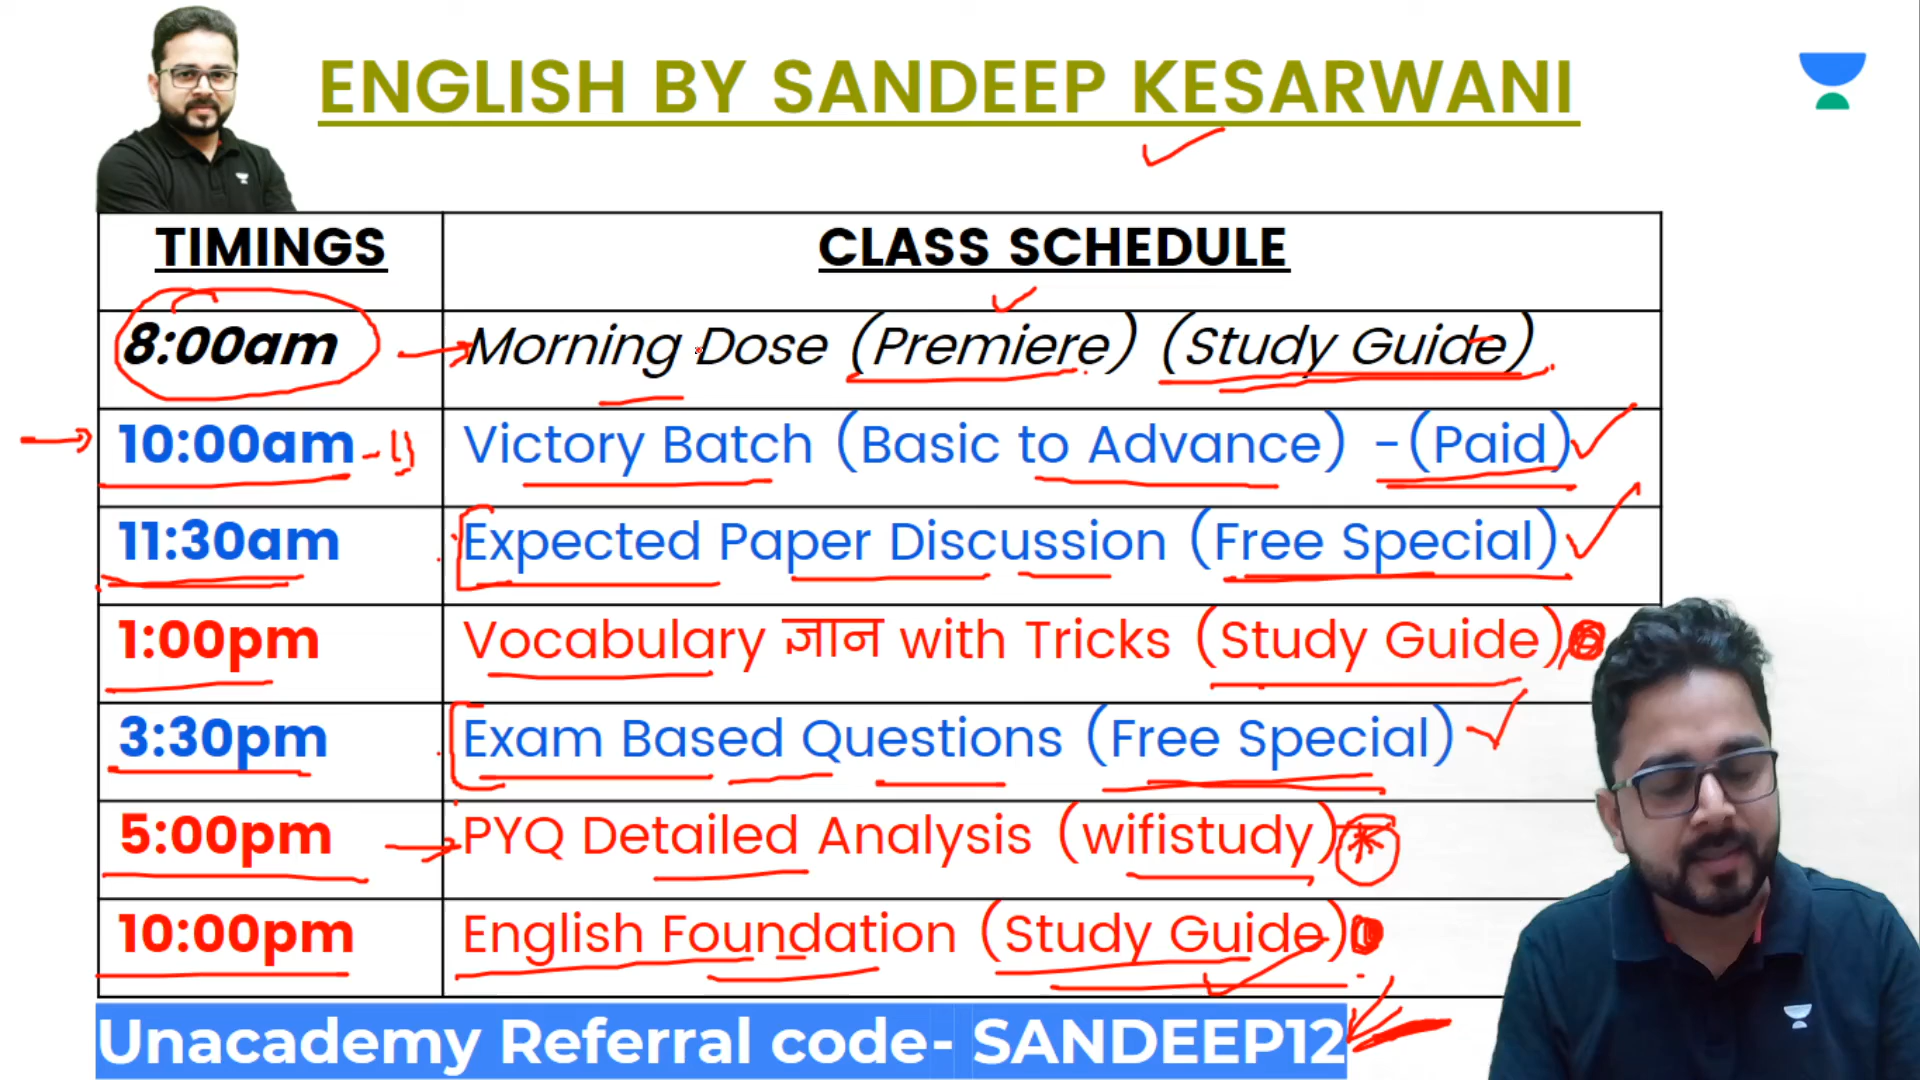 ENGLISH BY SANDEEP KESARWANI
TIMINGS CLASS SCHEDULE
8:00am Morning Dose (Premiere) (Study Guide)
10:00am - 11 Victory Batch (Basic to Advance) -(Paid)
11:30am Expected Paper Discussion (Free Special)
1:00pm Vocabulary ज्ञान with Tricks (Study Guide)
3:30pm Exam Based Questions (Free Special)
5:00pm PYQ Detailed Analysis (wifistudy)
10:00pm English Foundation (Study Guide)
Unacademy Referral code- SANDEEP12